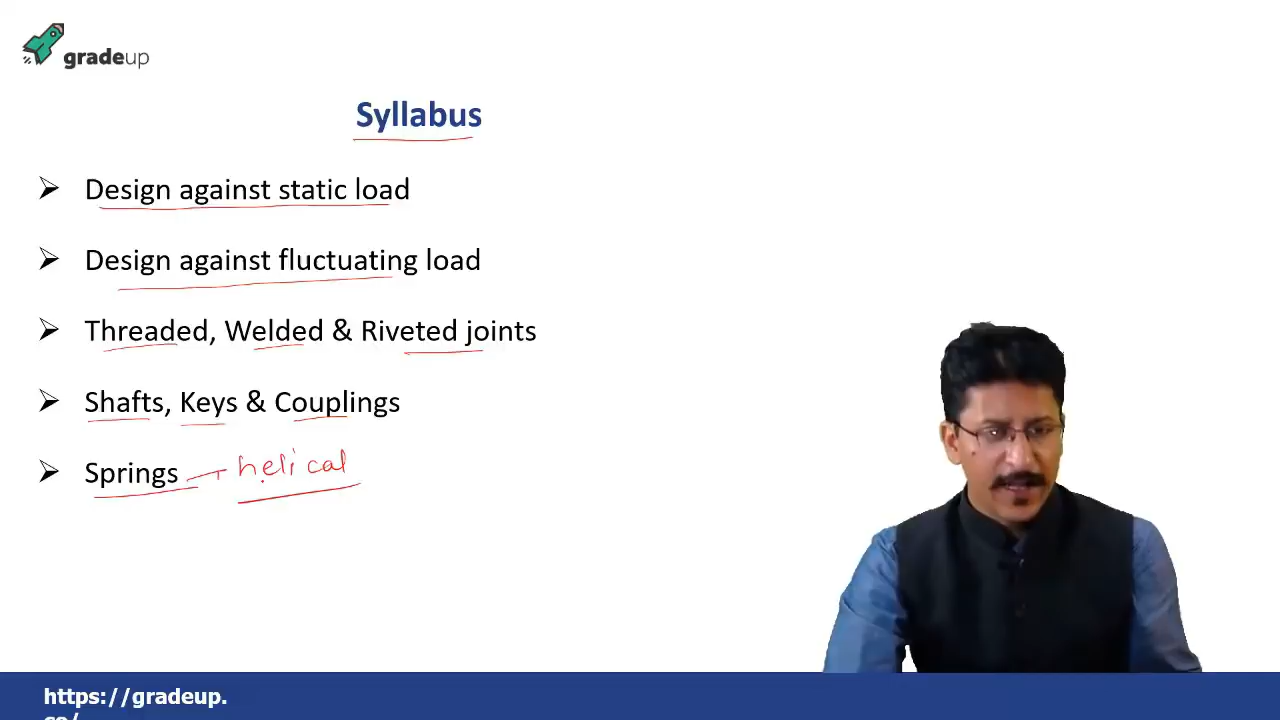 gradeup
Syllabus
Design against static load
Design against fluctuating load
Threaded, Welded & Riveted joints
Shafts, Keys & Couplings
Springs helical
https://gradeup.
co/